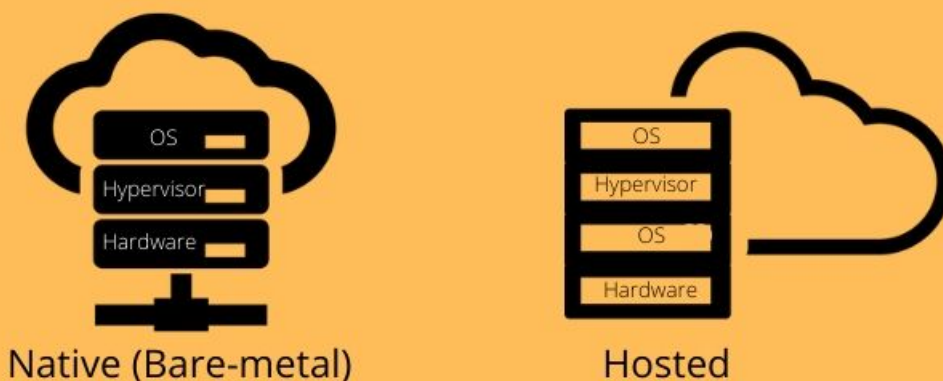 OS
Hypervisor
Hardware
Native (Bare-metal)
OS
Hypervisor
OS
Hardware
Hosted